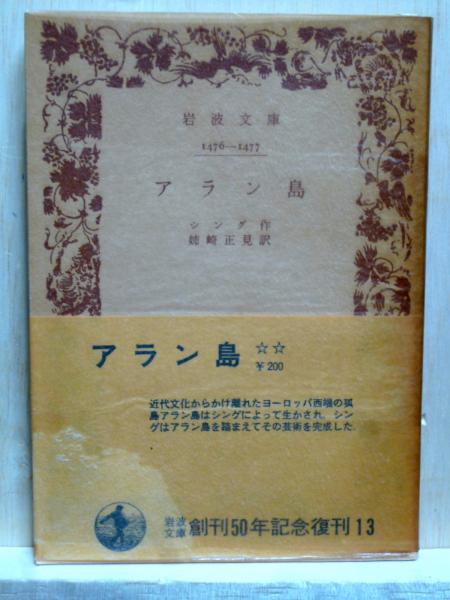 岩波文庫
1476—1477
アラン島
シング作
姉崎正見訳
アラン島 ☆☆
￥200
近代文化からかけ離れたヨーロッパ西端の孤
島アラン島はシングによって生かされ、シン
グはアラン島を踏まえてその芸術を完成した.
岩波
文庫 創刊50年記念復刊13